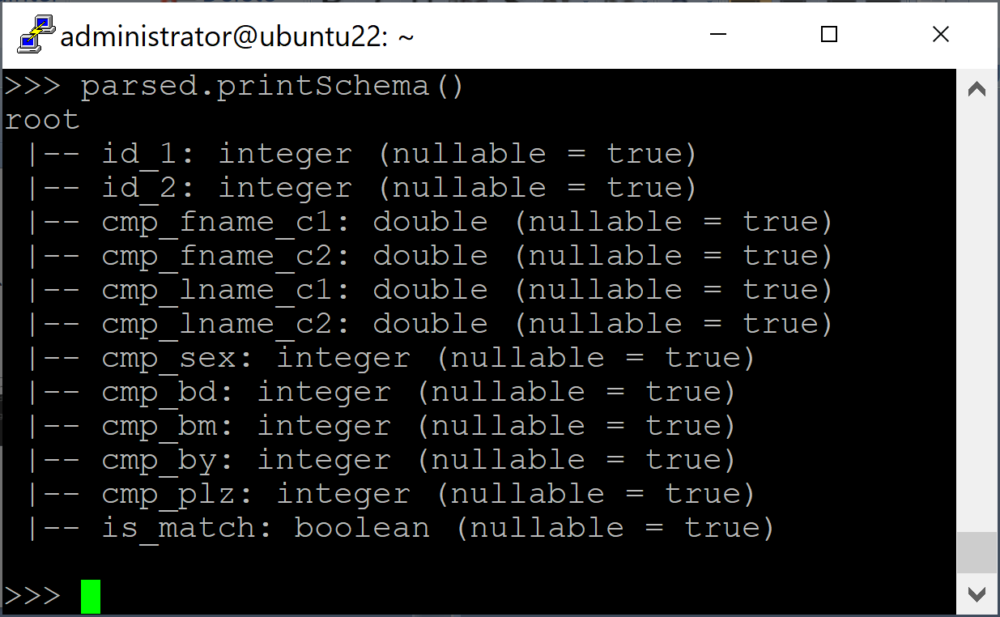 administrator@ubuntu22: ~
>>> parsed.printSchema()
root
 |-- id_1: integer (nullable = true)
 |-- id_2: integer (nullable = true)
 |-- cmp_fname_c1: double (nullable = true)
 |-- cmp_fname_c2: double (nullable = true)
 |-- cmp_lname_c1: double (nullable = true)
 |-- cmp_lname_c2: double (nullable = true)
 |-- cmp_sex: integer (nullable = true)
 |-- cmp_bd: integer (nullable = true)
 |-- cmp_bm: integer (nullable = true)
 |-- cmp_by: integer (nullable = true)
 |-- cmp_plz: integer (nullable = true)
 |-- is_match: boolean (nullable = true)
>>>